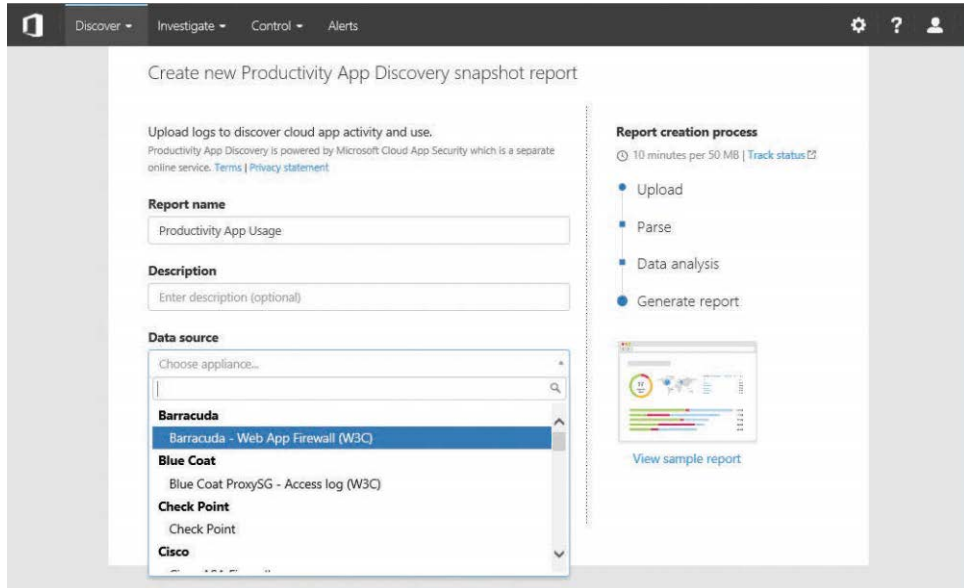 Discover Investigate Control Alerts
Create new Productivity App Discovery snapshot report
Upload logs to discover cloud app activity and use.
Productivity App Discovery is powered by Microsoft Cloud App Security which is a separate
online service. Terms | Privacy statement
Report name
Productivity App Usage
Description
Enter description (optional)
Data source
Choose appliance...
Barracuda
Barracuda - Web App Firewall (W3C)
Blue Coat
Blue Coat ProxySG - Access log (W3C)
Check Point
Check Point
Cisco
Report creation process
10 minutes per 50 MB | Track status
Upload
Parse
Data analysis
Generate report
View sample report